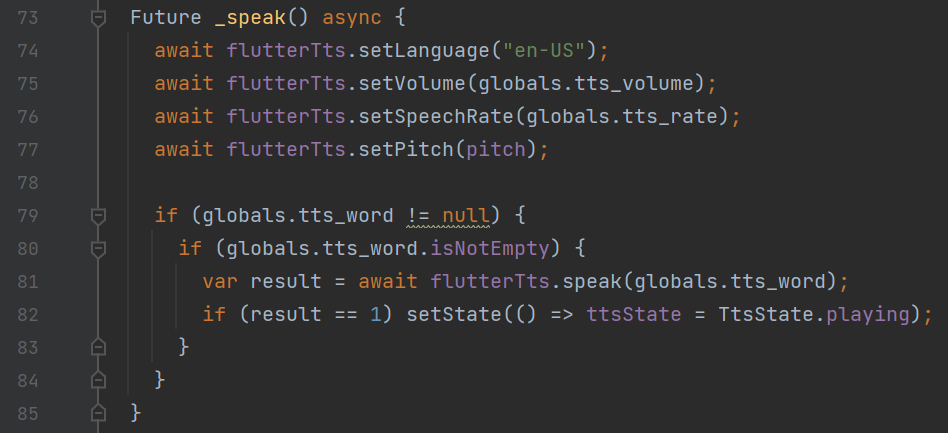 73 Future _speak() async {
74 await flutterTts.setLanguage("en-US");
75 await flutterTts.setVolume(globals.tts_volume);
76 await flutterTts.setSpeechRate(globals.tts_rate);
77 await flutterTts.setPitch(pitch);
78
79 if (globals.tts_word != null) {
80 if (globals.tts_word.isNotEmpty) {
81 var result = await flutterTts.speak(globals.tts_word);
82 if (result == 1) setState(() => ttsState = TtsState.playing);
83 }
84 }
85 }